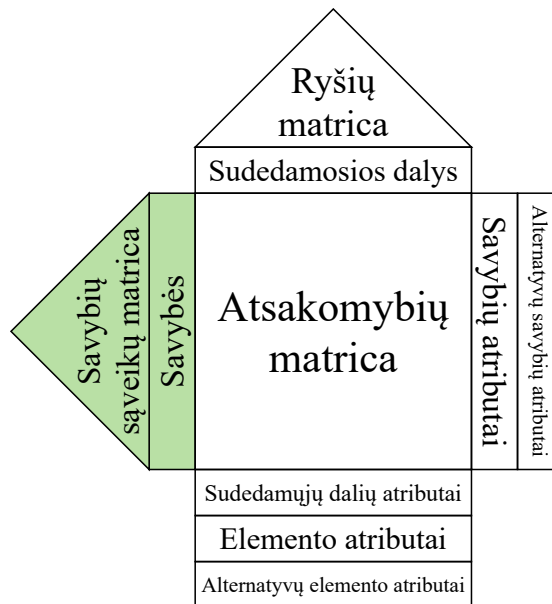 Ryšių
matrica
Sudedamosios dalys
Savybių
sąveikų matrica
Savybės
Atsakomybių
matrica
Savybių atributai
Alternatyvų savybių atributai
Sudedamųjų dalių atributai
Elemento atributai
Alternatyvų elemento atributai